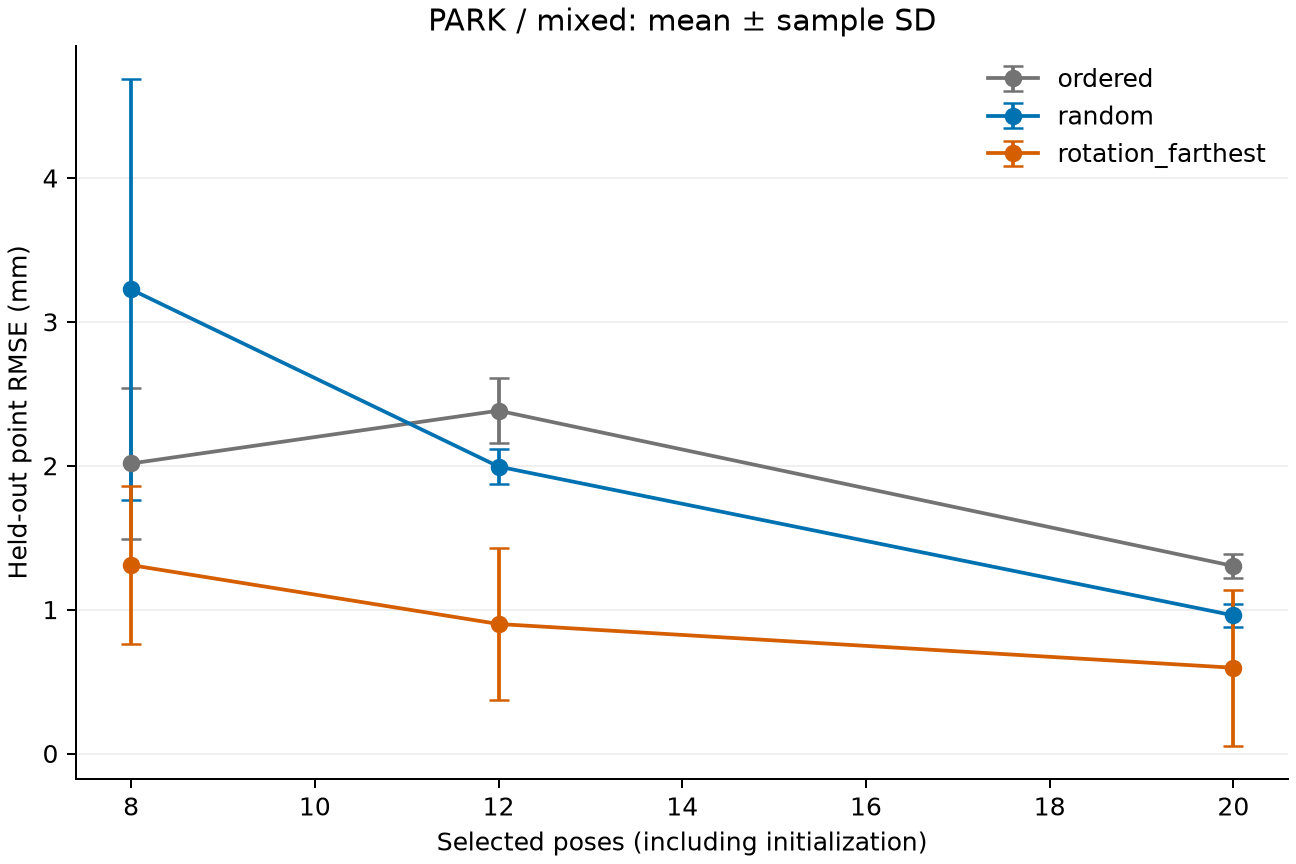 PARK / mixed: mean ± sample SD
ordered
random
rotation_farthest
Held-out point RMSE (mm)
4
3
2
1
0
8 10 12 14 16 18 20
Selected poses (including initialization)